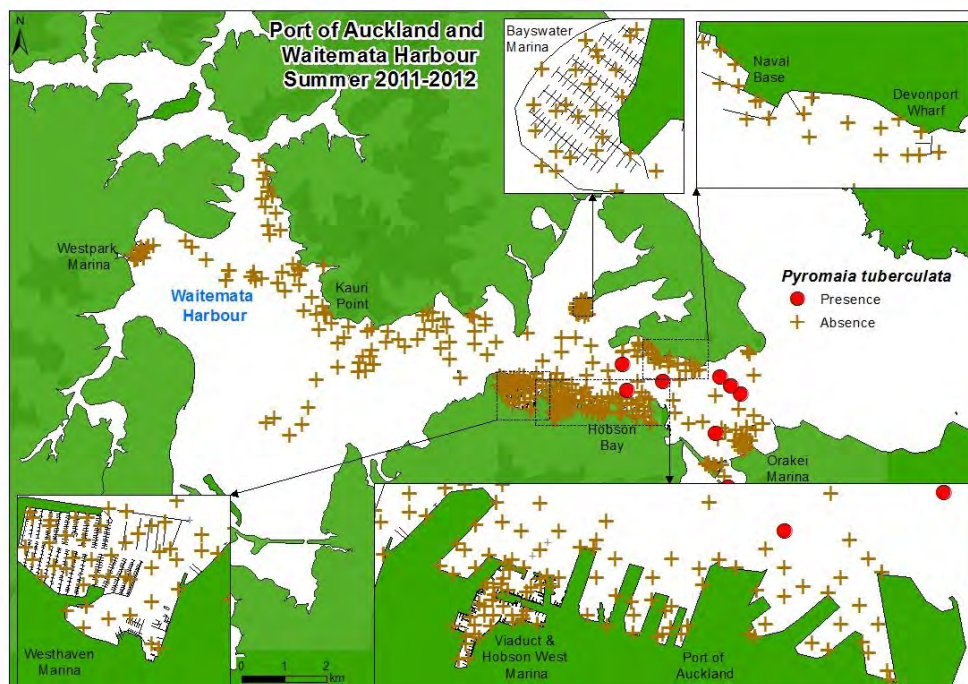 N
Port of Auckland and
Waitemata Harbour
Summer 2011-2012
Bayswater
Marina
Naval
Base
Devonport
Wharf
Westpark
Marina
Waitemata
Harbour
Kauri
Point
Pyromaia tuberculata
Presence
Absence
Hobson
Bay
Orakei
Marina
Westhaven
Marina
0 1 2
km
Viaduct &
Hobson West
Marina
Port of
Auckland